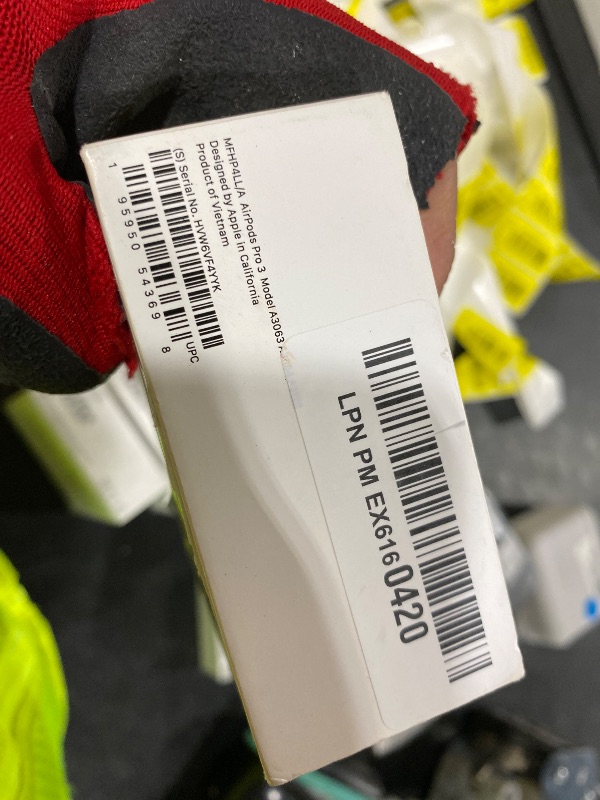 MFHP4LL/A AirPods Pro 3 Model A3063
Designed by Apple in California
Product of Vietnam
(S) Serial No. HVW6VF4YYK
1 95950 54369 8
UPC
LPN PM EX6160420